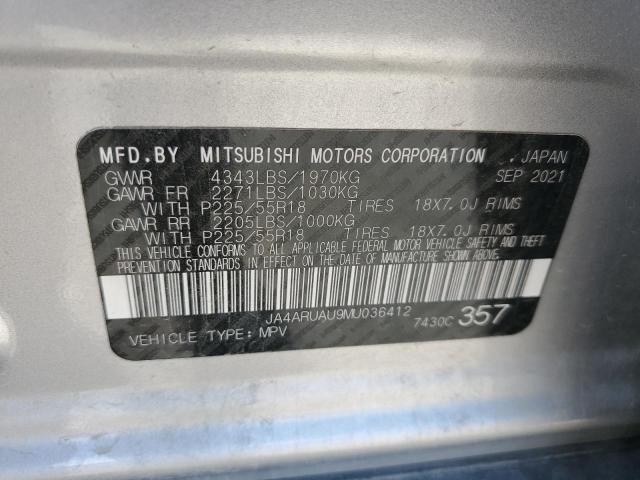 MFD.BY MITSUBISHI MOTORS CORPORATION JAPAN
GVWR 4343LBS/1970KG SEP 2021
GAWR FR 2271LBS/1030KG
WITH P225/55R18 TIRES 18X7.0J RIMS
GAWR RR 2205LBS/1000KG
WITH P225/55R18 TIRES 18X7.0J RIMS
THIS VEHICLE CONFORMS TO ALL APPLICABLE FEDERAL MOTOR VEHICLE SAFETY AND THEFT
PREVENTION STANDARDS IN EFFECT ON THE DATE OF MANUFACTURE SHOWN ABOVE.
JA4ARUAU9MU036412 7430C 357
VEHICLE TYPE: MPV